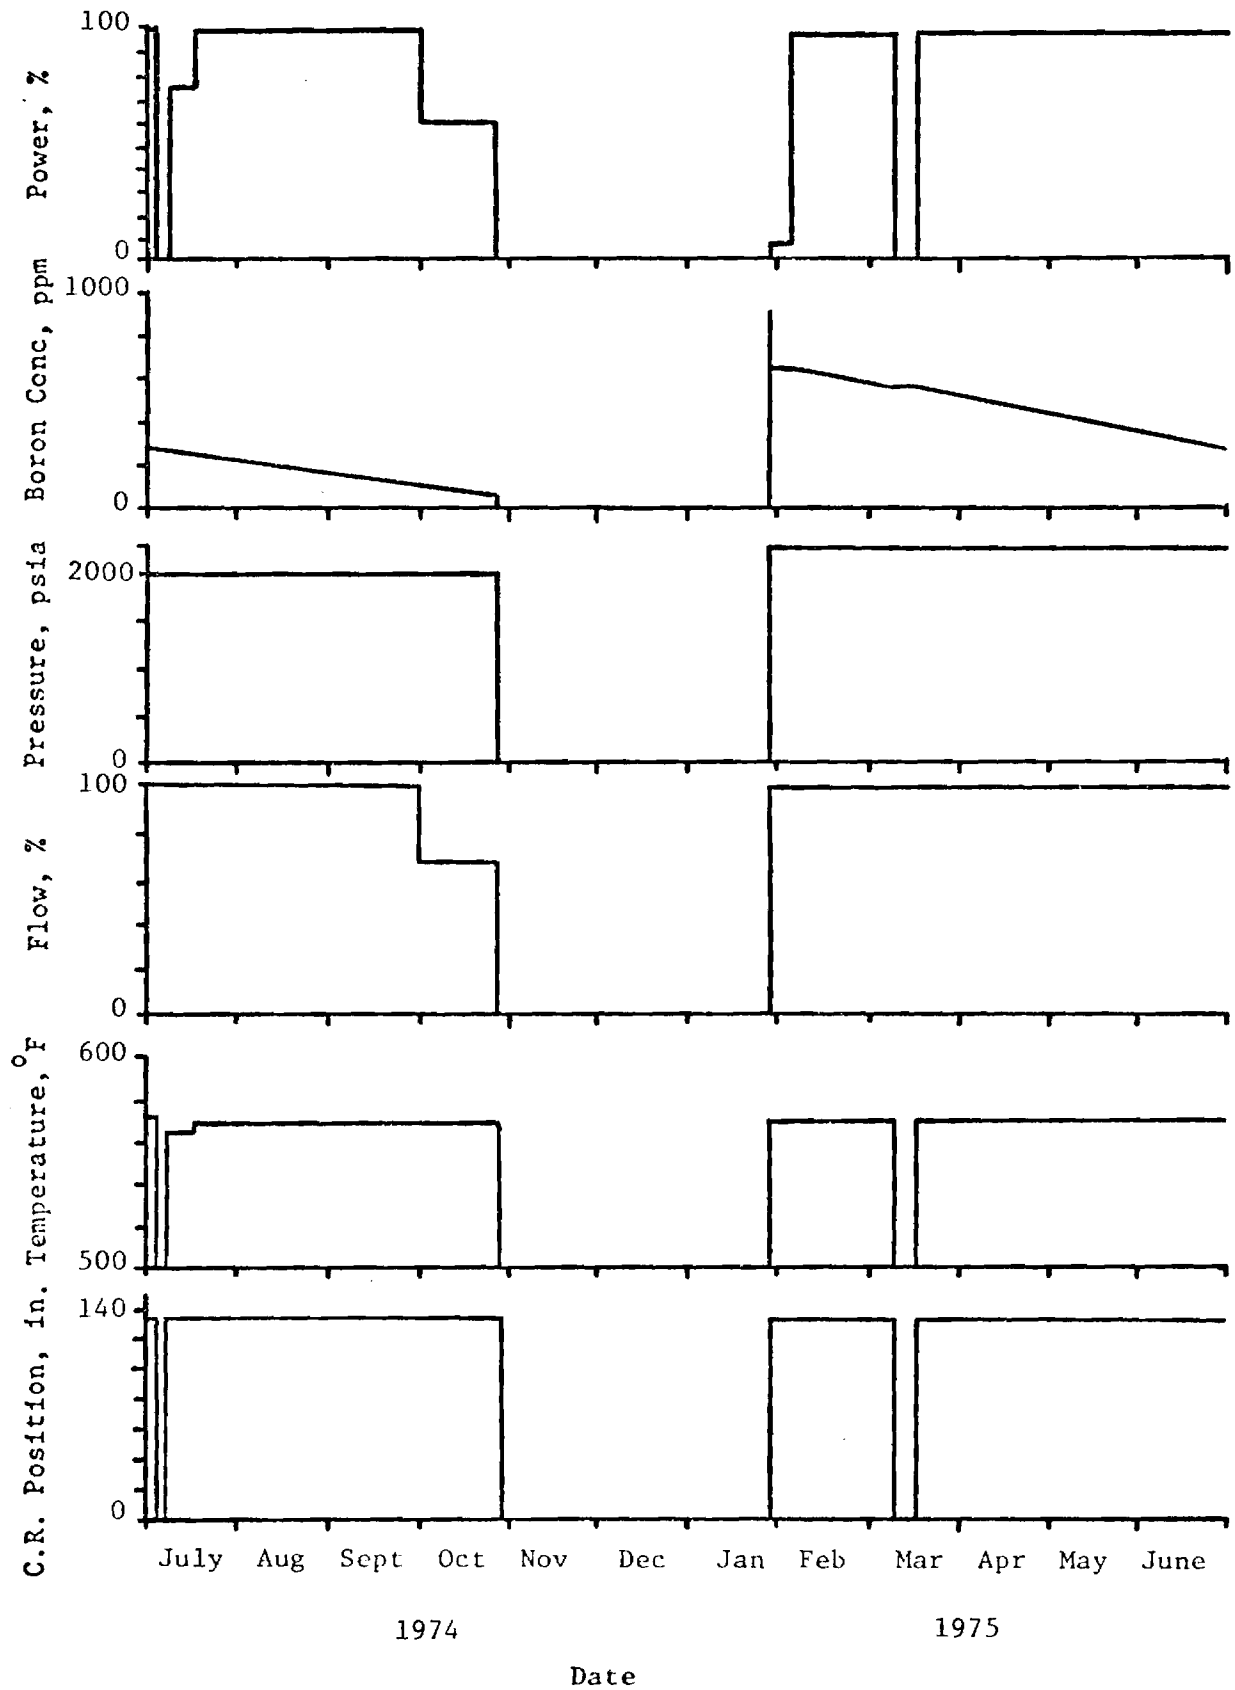 Power, %
100
0
Boron Conc, ppm
1000
0
Pressure, psia
2000
0
Flow, %
100
0
Temperature, °F
600
500
C.R. Position, in.
140
0
July Aug Sept Oct Nov Dec Jan Feb Mar Apr May June
1974 1975
Date